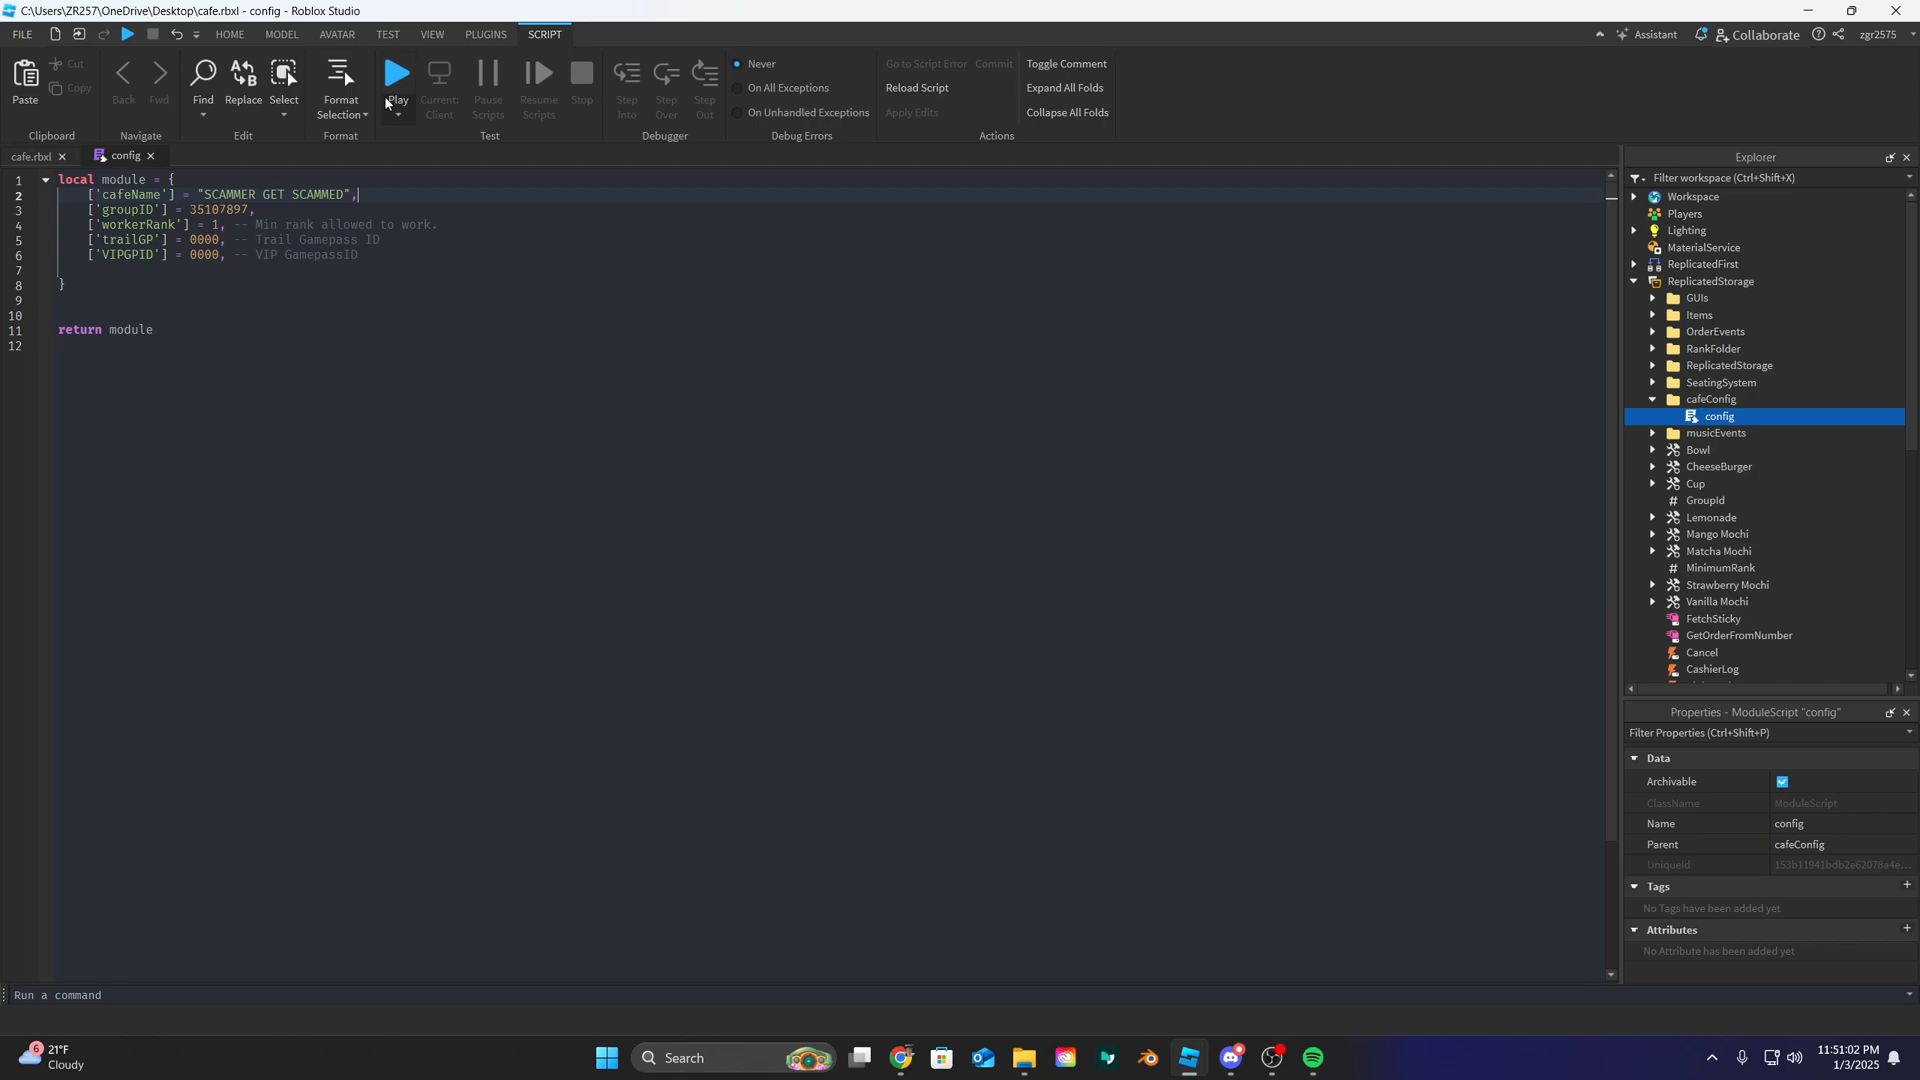 C:\Users\ZR257\OneDrive\Desktop\cafe.rbxl - config - Roblox Studio
FILE HOME MODEL AVATAR TEST VIEW PLUGINS SCRIPT Assistant Collaborate zgr2575
Paste Cut Copy Back Fwd Find Replace Select Format Selection Play Current: Client Pause Scripts Resume Scripts Stop Step Into Step Over Step Out
Never
On All Exceptions
On Unhandled Exceptions
Go to Script Error Commit Toggle Comment
Reload Script Expand All Folds
Apply Edits Collapse All Folds
Clipboard Navigate Edit Format Test Debugger Debug Errors Actions
cafe.rbxl config
1 local module = {
2 ['cafeName'] = "SCAMMER GET SCAMMED",
3 ['groupID'] = 35107897,
4 ['workerRank'] = 1, -- Min rank allowed to work.
5 ['trailGP'] = 0000, -- Trail Gamepass ID
6 ['VIPGPID'] = 0000, -- VIP GamepassID
7
8 }
9
10
11 return module
12
Explorer
Filter workspace (Ctrl+Shift+X)
Workspace
Players
Lighting
MaterialService
ReplicatedFirst
ReplicatedStorage
GUIs
Items
OrderEvents
RankFolder
ReplicatedStorage
SeatingSystem
cafeConfig
config
musicEvents
Bowl
CheeseBurger
Cup
# GroupId
Lemonade
Mango Mochi
Matcha Mochi
# MinimumRank
Strawberry Mochi
Vanilla Mochi
FetchSticky
GetOrderFromNumber
Cancel
CashierLog
Properties - ModuleScript "config"
Filter Properties (Ctrl+Shift+P)
Data
Archivable
ClassName ModuleScript
Name config
Parent cafeConfig
UniqueId 153b11941bdb2e62078a4e...
Tags
No Tags have been added yet
Attributes
No Attribute has been added yet
Run a command
6
21°F
Cloudy
Search
11:51:02 PM
1/3/2025